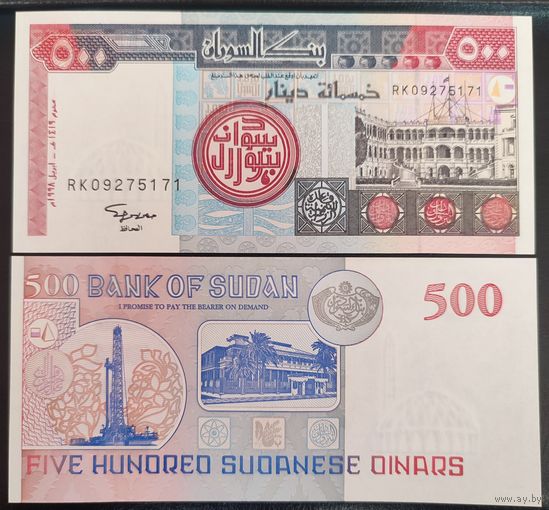 ٥٠٠ بنك السودان ٥٠٠
خمسمائة دينار
RK09275171
RK09275171
المحافظ
500 BANK OF SUDAN
I PROMISE TO PAY THE BEARER ON DEMAND
500
FIVE HUNDRED SUDANESE DINARS
www.ay.by